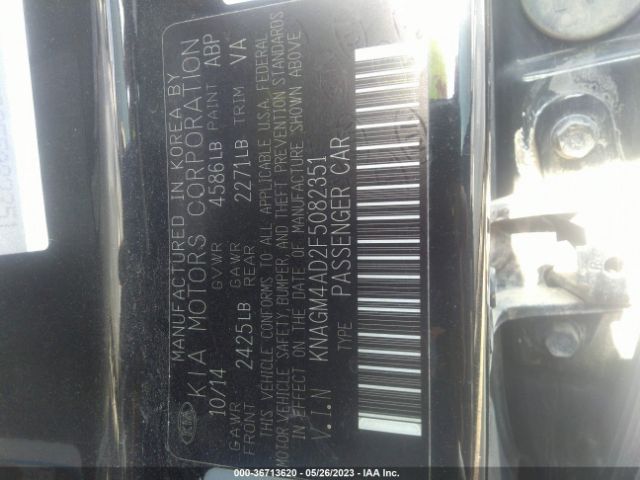 KIA
MANUFACTURED IN KOREA BY
KIA MOTORS CORPORATION
10/14 GVWR 4586LB PAINT ABP
GAWR FRONT 2425LB GAWR REAR 2271LB TRIM VA
THIS VEHICLE CONFORMS TO ALL APPLICABLE U.S.A. FEDERAL
MOTOR VEHICLE SAFETY, BUMPER, AND THEFT PREVENTION STANDARDS
IN EFFECT ON THE DATE OF MANUFACTURE SHOWN ABOVE
V.I.N KNAGM4AD2F5082351
TYPE PASSENGER CAR
000-36713620 - 05/26/2023 - IAA Inc.